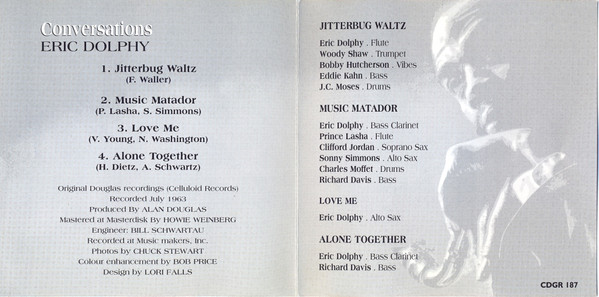 Conversations
ERIC DOLPHY
1. Jitterbug Waltz
(F. Waller)
2. Music Matador
(P. Lasha, S. Simmons)
3. Love Me
(V. Young, N. Washington)
4. Alone Together
(H. Dietz, A. Schwartz)
Original Douglas recordings (Celluloid Records)
Recorded July 1963
Produced By ALAN DOUGLAS
Mastered at Masterdisk By HOWIE WEINBERG
Engineer: BILL SCHWARTAU
Recorded at Music makers, Inc.
Photos by CHUCK STEWART
Colour enhancement by BOB PRICE
Design by LORI FALLS
JITTERBUG WALTZ
Eric Dolphy . Flute
Woody Shaw . Trumpet
Bobby Hutcherson . Vibes
Eddie Kahn . Bass
J.C. Moses . Drums
MUSIC MATADOR
Eric Dolphy . Bass Clarinet
Prince Lasha . Flute
Clifford Jordan . Soprano Sax
Sonny Simmons . Alto Sax
Charles Moffet . Drums
Richard Davis . Bass
LOVE ME
Eric Dolphy . Alto Sax
ALONE TOGETHER
Eric Dolphy . Bass Clarinet
Richard Davis . Bass
CDGR 187